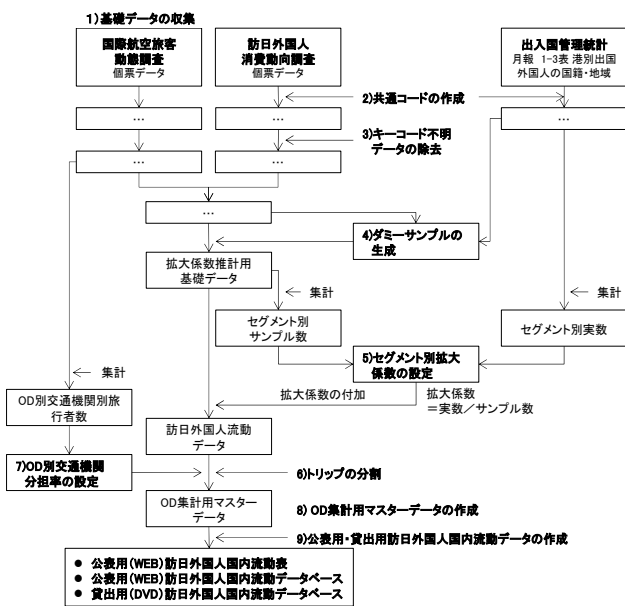 1)基礎データの収集
国際航空旅客
動態調査
個票データ
訪日外国人
消費動向調査
個票データ
出入国管理統計
月報 1-3表 港別出国
外国人の国籍・地域
2)共通コードの作成
…
…
…
3)キーコード不明
データの除去
…
…
…
4)ダミーサンプルの
生成
拡大係数推計用
基礎データ
集計
集計
セグメント別
サンプル数
セグメント別実数
5)セグメント別拡大
係数の設定
集計
拡大係数の付加
拡大係数
＝実数／サンプル数
OD別交通機関別旅
行者数
訪日外国人流動
データ
7)OD別交通機関
分担率の設定
6)トリップの分割
OD集計用マスター
データ
8)OD集計用マスターデータの作成
9)公表用・貸出用訪日外国人国内流動データの作成
● 公表用(WEB)訪日外国人国内流動表
● 公表用(WEB)訪日外国人国内流動データベース
● 貸出用(DVD)訪日外国人国内流動データベース